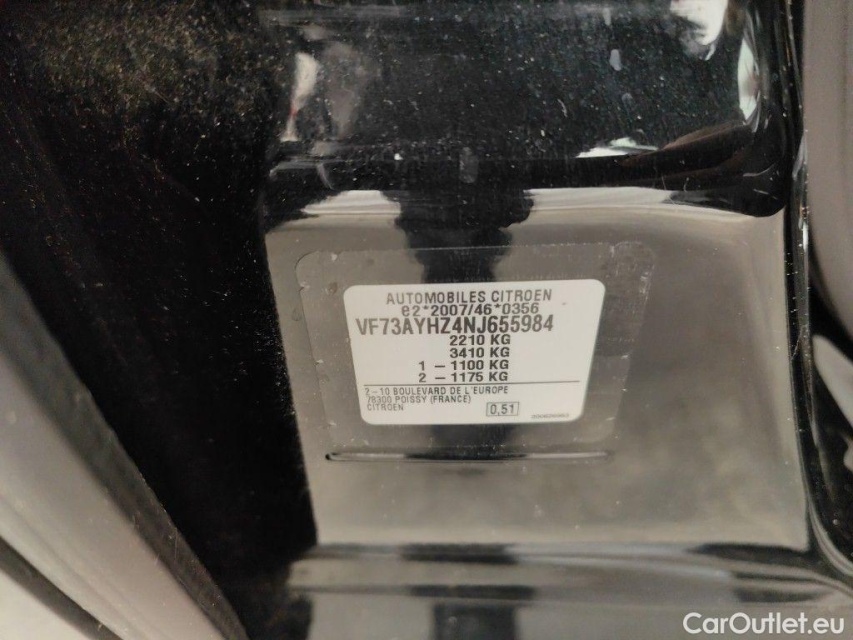 AUTOMOBILES CITROEN
e2*2007/46*0356
VF73AYHZ4NJ655984
2210 KG
3410 KG
1 - 1100 KG
2 - 1175 KG
2-10 BOULEVARD DE L'EUROPE
78300 POISSY (FRANCE)
CITROEN
0,51
CarOutlet.eu